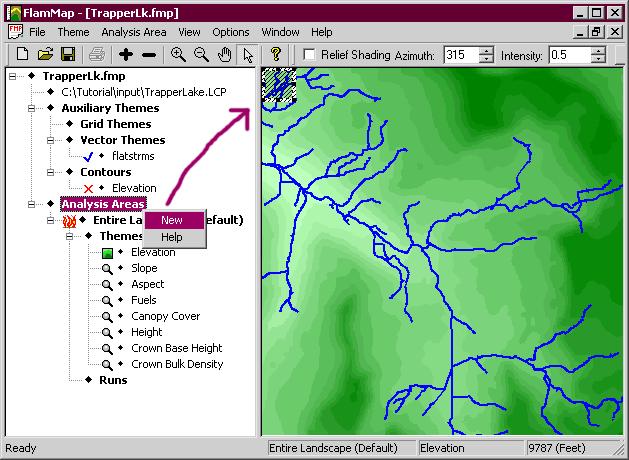 FlamMap - [TrapperLk.fmp]
FMP File Theme Analysis Area View Options Window Help
Relief Shading Azimuth: 315 Intensity: 0.5
TrapperLk.fmp
C:\Tutorial\input\TrapperLake.LCP
Auxiliary Themes
Grid Themes
Vector Themes
flatstrms
Contours
Elevation
Analysis Areas
New
Entire La efault)
Help
Themes
Elevation
Slope
Aspect
Fuels
Canopy Cover
Height
Crown Base Height
Crown Bulk Density
Runs
Ready Entire Landscape (Default) Elevation 9787 (Feet)